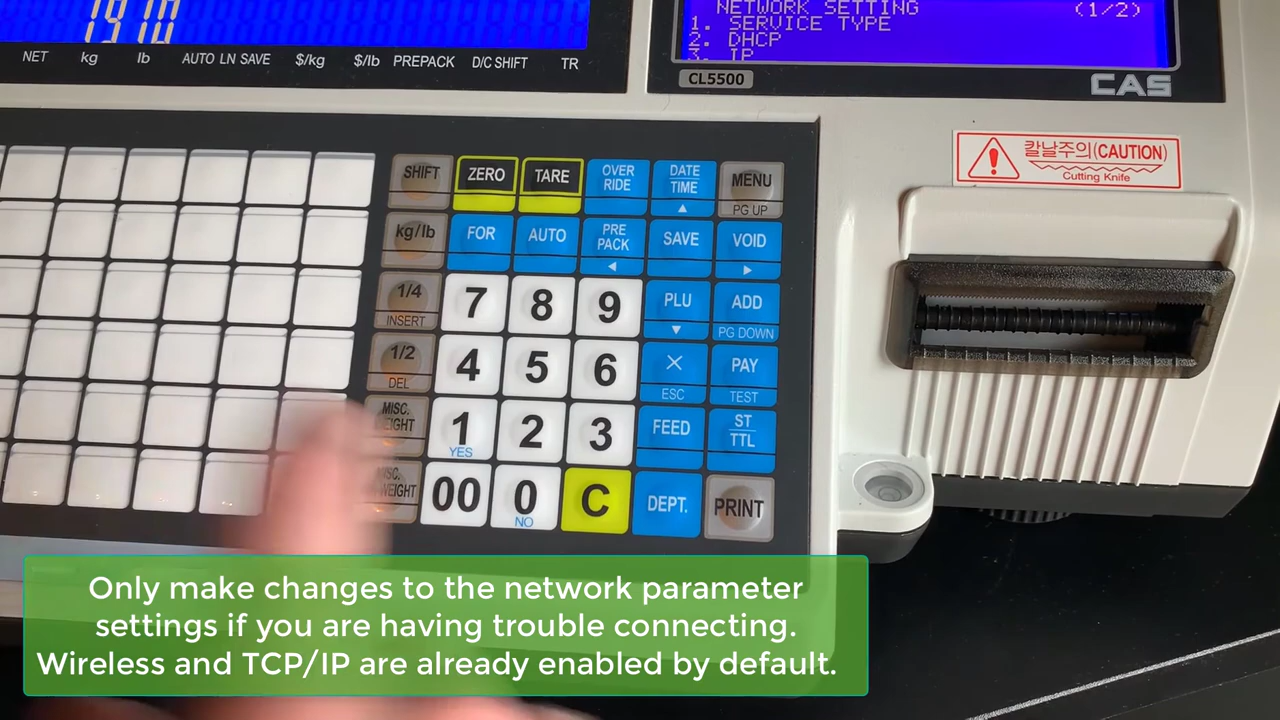 1910
NET kg lb AUTO LN SAVE $/kg $/lb PREPACK D/C SHIFT TR
NETWORK SETTING (1/2)
1. SERVICE TYPE
2. DHCP
3. IP
CL5500
CAS
칼날주의(CAUTION)
Cutting Knife
SHIFT ZERO TARE OVER RIDE DATE TIME MENU
PG UP
kg/lb FOR AUTO PRE PACK SAVE VOID
1/4 7 8 9 PLU ADD
INSERT PG DOWN
1/2 4 5 6 X PAY
DEL ESC TEST
MISC. 1 2 3 FEED ST TTL
YES
00 0 C DEPT. PRINT
NO
Only make changes to the network parameter
settings if you are having trouble connecting.
Wireless and TCP/IP are already enabled by default.